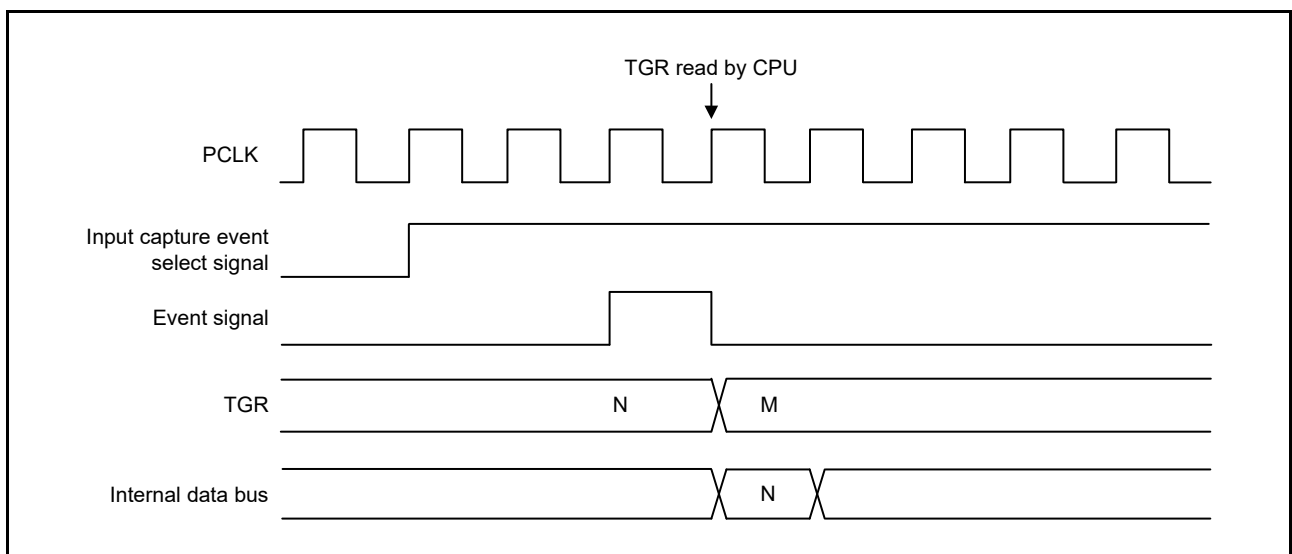 TGR read by CPU
PCLK
Input capture event
select signal
Event signal
TGR
N
M
Internal data bus
N